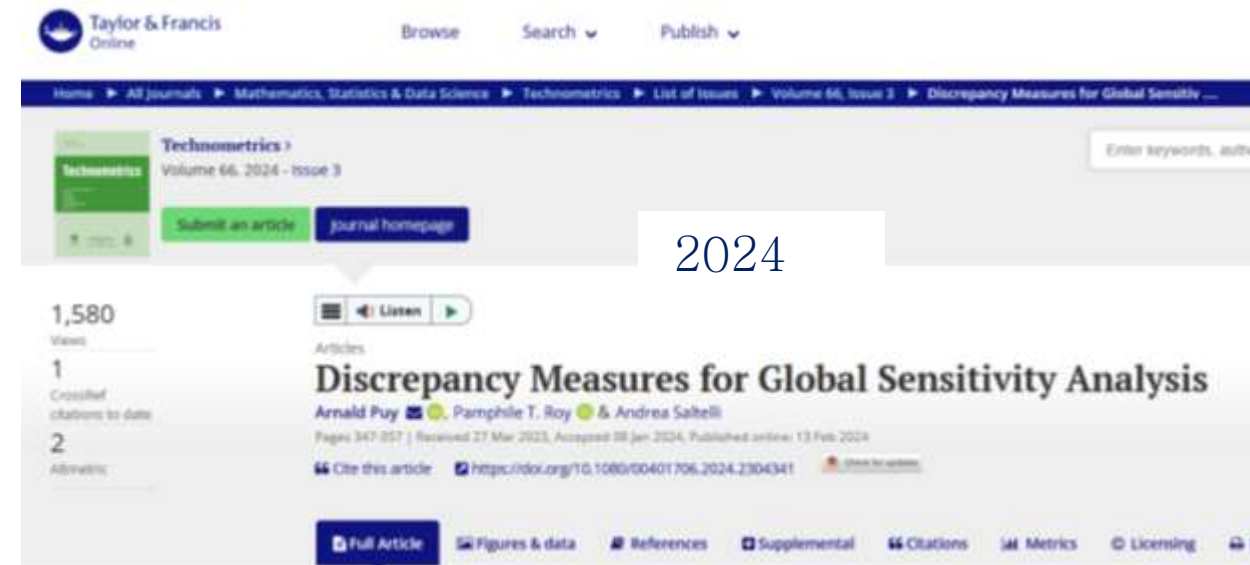 Taylor & Francis
Online
Browse Search Publish
Home ▶ All Journals ▶ Mathematics, Statistics & Data Science ▶ Technometrics ▶ List of Issues ▶ Volume 66, Issue 3 ▶ Discrepancy Measures for Global Sensitiv ....
Technometrics ›
Volume 66, 2024 - Issue 3
Enter keywords, auth
Technometrics
Submit an article Journal homepage
2024
1,580
Views
1
CrossRef
citations to date
2
Altmetric
Listen
Articles
Discrepancy Measures for Global Sensitivity Analysis
Arnald Puy, Pamphile T. Roy & Andrea Saltelli
Pages 347-357 | Received 27 Mar 2023, Accepted 08 Jan 2024, Published online: 13 Feb 2024
Cite this article https://doi.org/10.1080/00401706.2024.2304341 Check for updates
Full Article Figures & data References Supplemental Citations Metrics Licensing